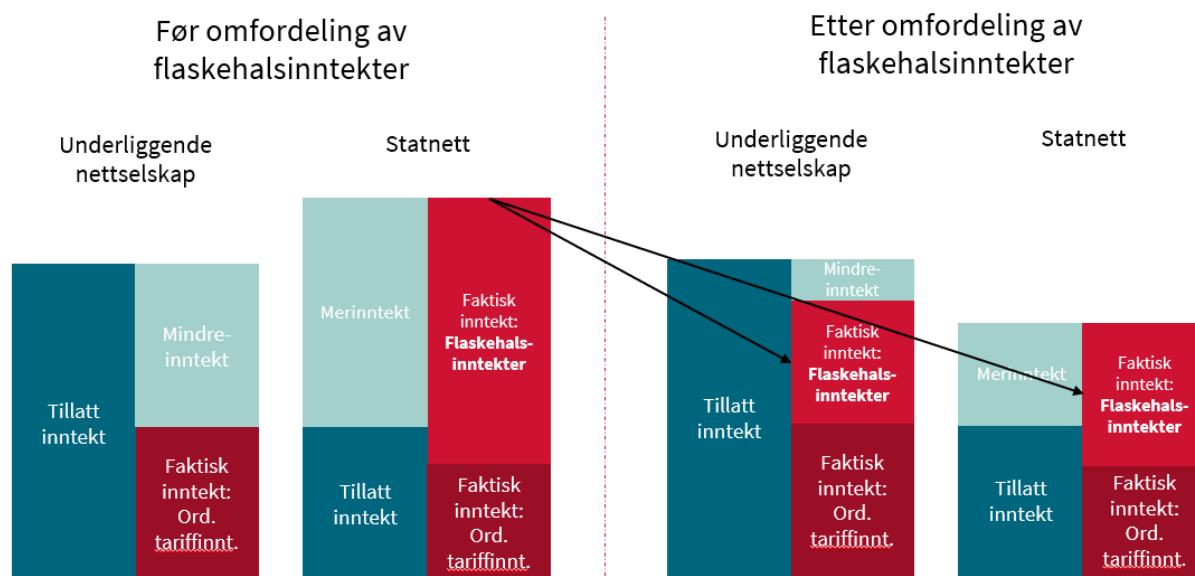 Før omfordeling av
flaskehalsinntekter
Underliggende
nettselskap
Statnett
Tillatt
inntekt
Mindre-
inntekt
Faktisk
inntekt:
Ord.
tariffinnt.
Merinntekt
Tillatt
inntekt
Faktisk
inntekt:
Flaskehals-
inntekter
Faktisk
inntekt:
Ord.
tariffinnt.
Etter omfordeling av
flaskehalsinntekter
Underliggende
nettselskap
Statnett
Tillatt
inntekt
Mindre-
inntekt
Faktisk
inntekt:
Flaskehals-
inntekter
Faktisk
inntekt:
Ord.
tariffinnt.
Merinntekt
Tillatt
inntekt
Faktisk
inntekt:
Flaskehals-
inntekter
Faktisk
inntekt:
Ord.
tariffinnt.